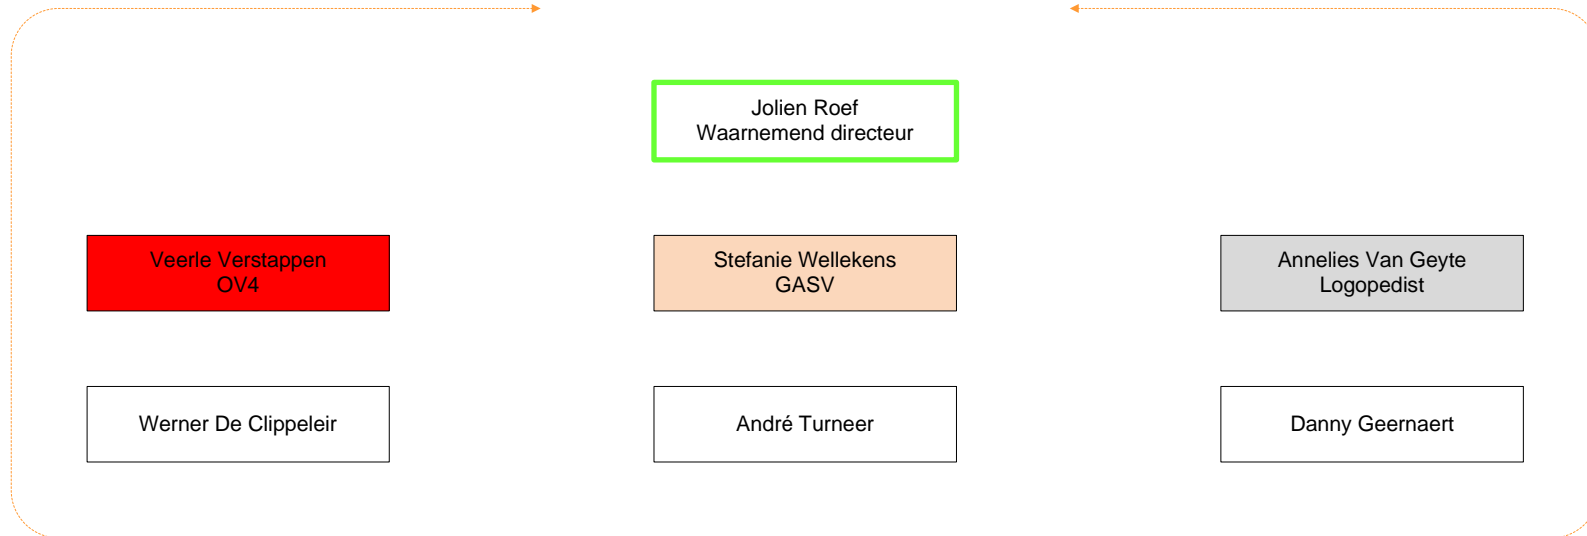 Jolien Roef
Waarnemend directeur
Veerle Verstappen
OV4
Stefanie Wellekens
GASV
Annelies Van Geyte
Logopedist
Werner De Clippeleir
André Turneer
Danny Geernaert